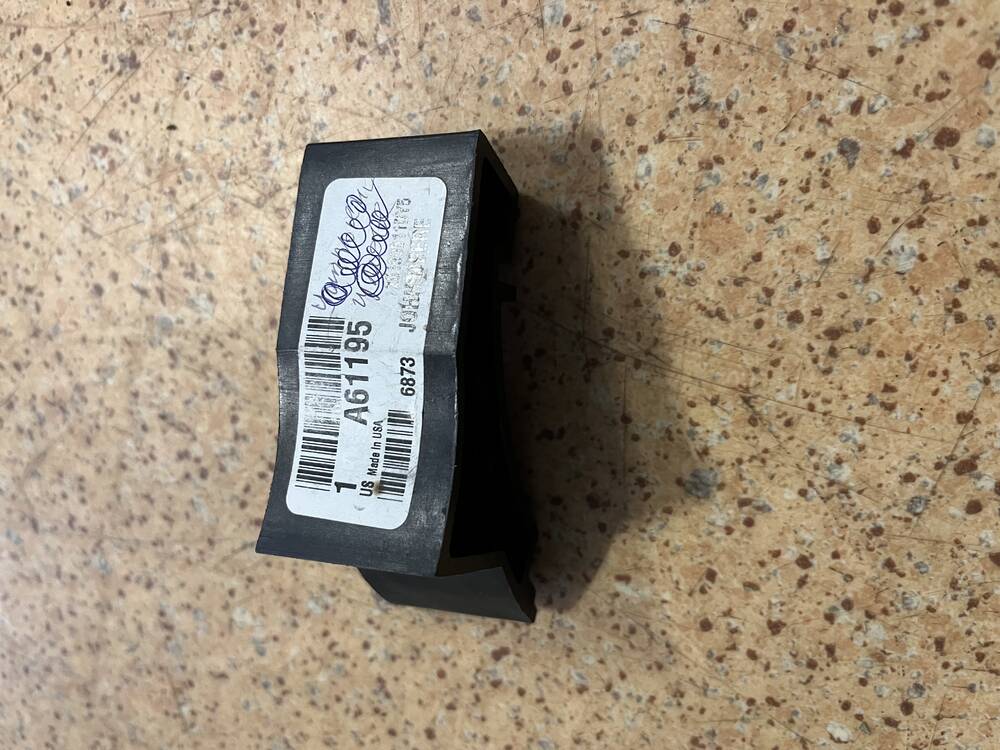 1 A61195
US Made In USA
6873 JOHN DEERE